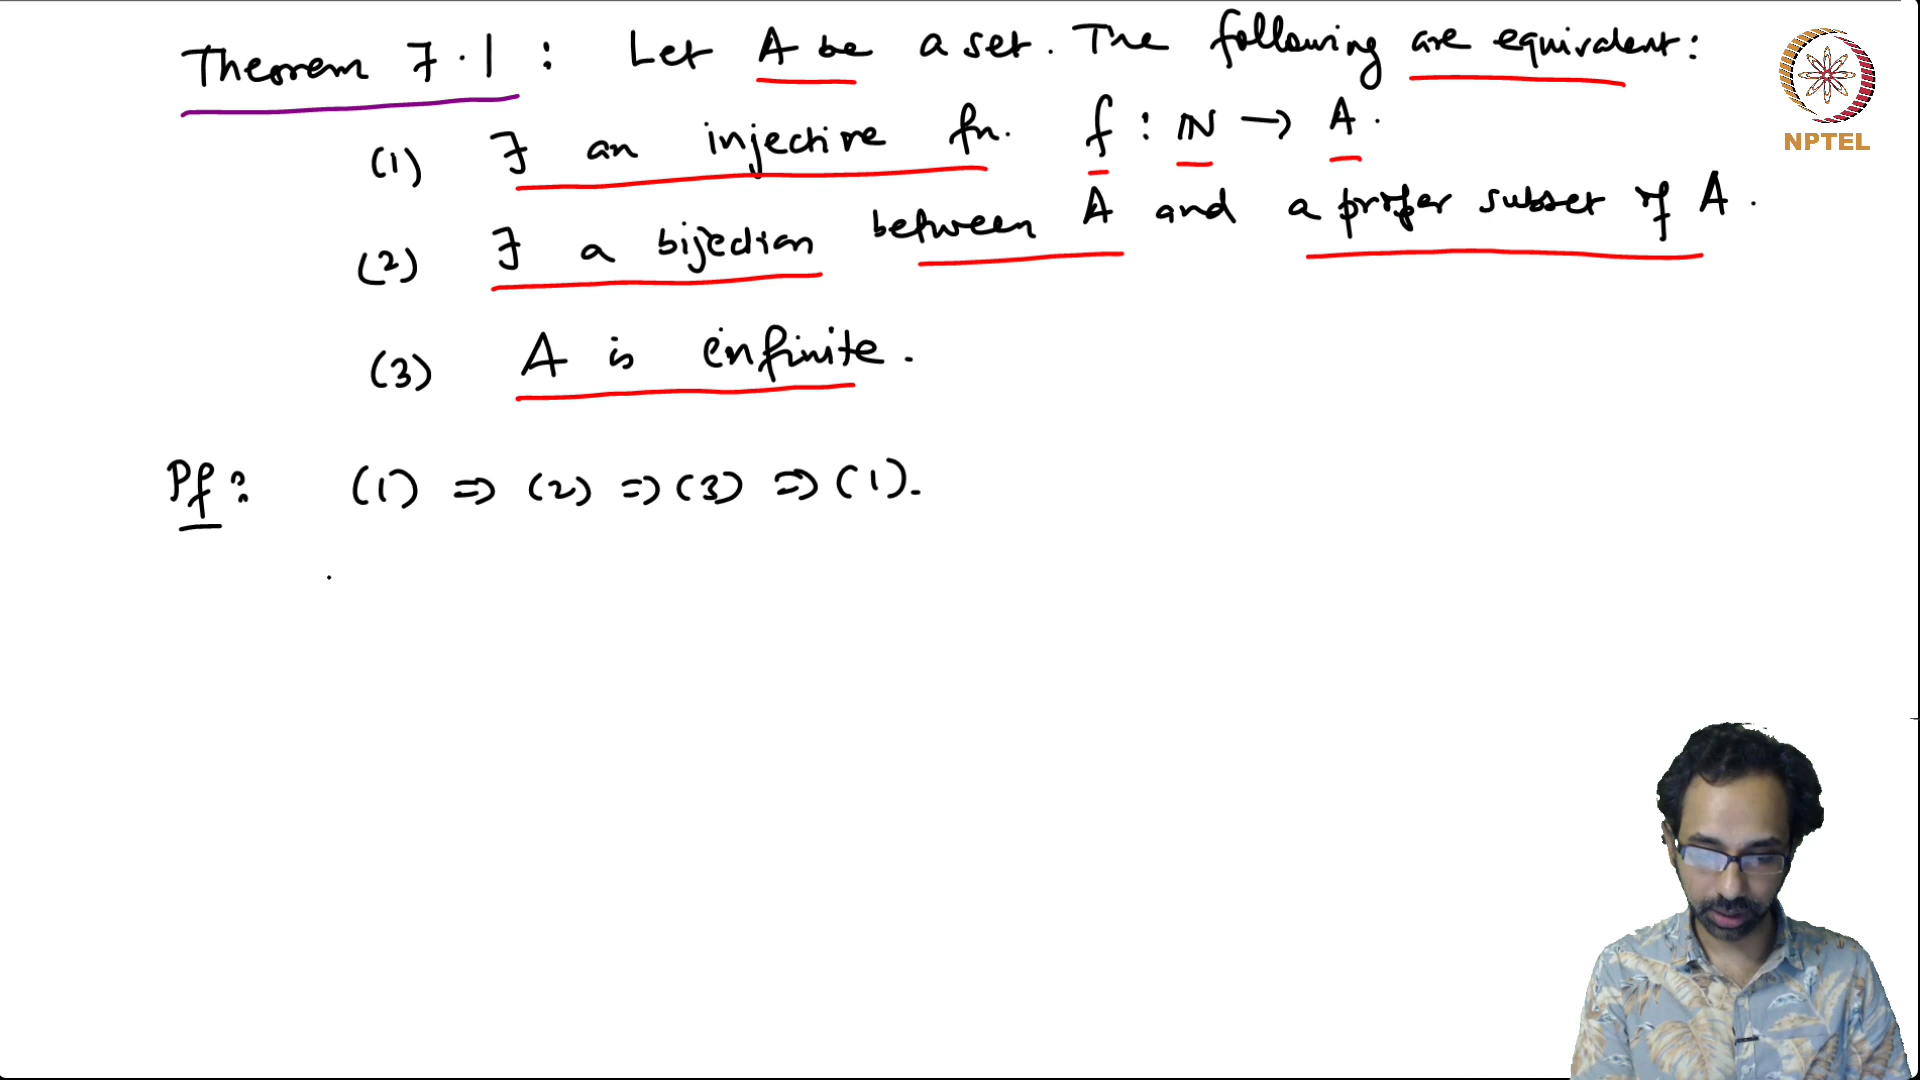 Theorem 7.1 : Let A be a set. The following are equivalent:
(1) ∃ an injective fn. f : ℕ → A.
(2) ∃ a bijection between A and a proper subset of A.
(3) A is infinite.
Pf: (1) ⇒ (2) ⇒ (3) ⇒ (1).
NPTEL